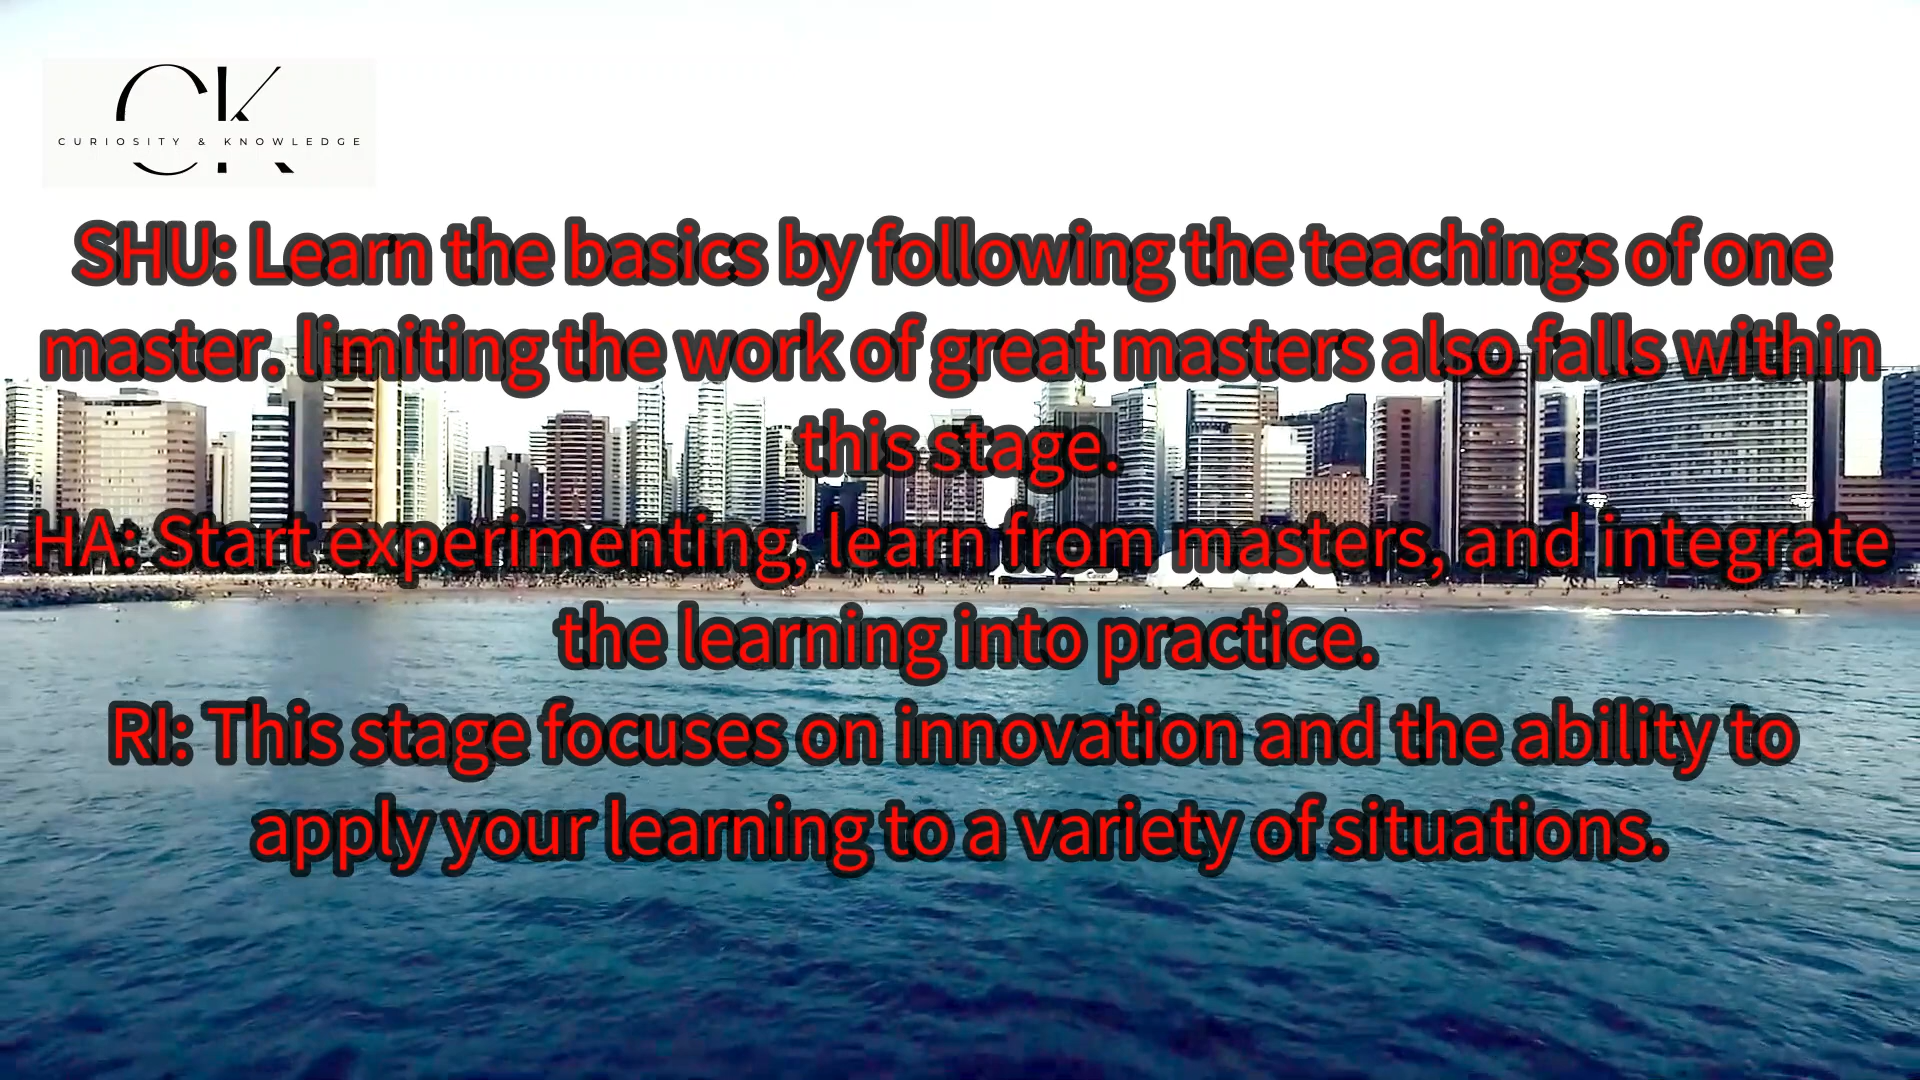 CK
CURIOSITY & KNOWLEDGE
SHU: Learn the basics by following the teachings of one
master. limiting the work of great masters also falls within
this stage.
HA: Start experimenting, learn from masters, and integrate
the learning into practice.
RI: This stage focuses on innovation and the ability to
apply your learning to a variety of situations.